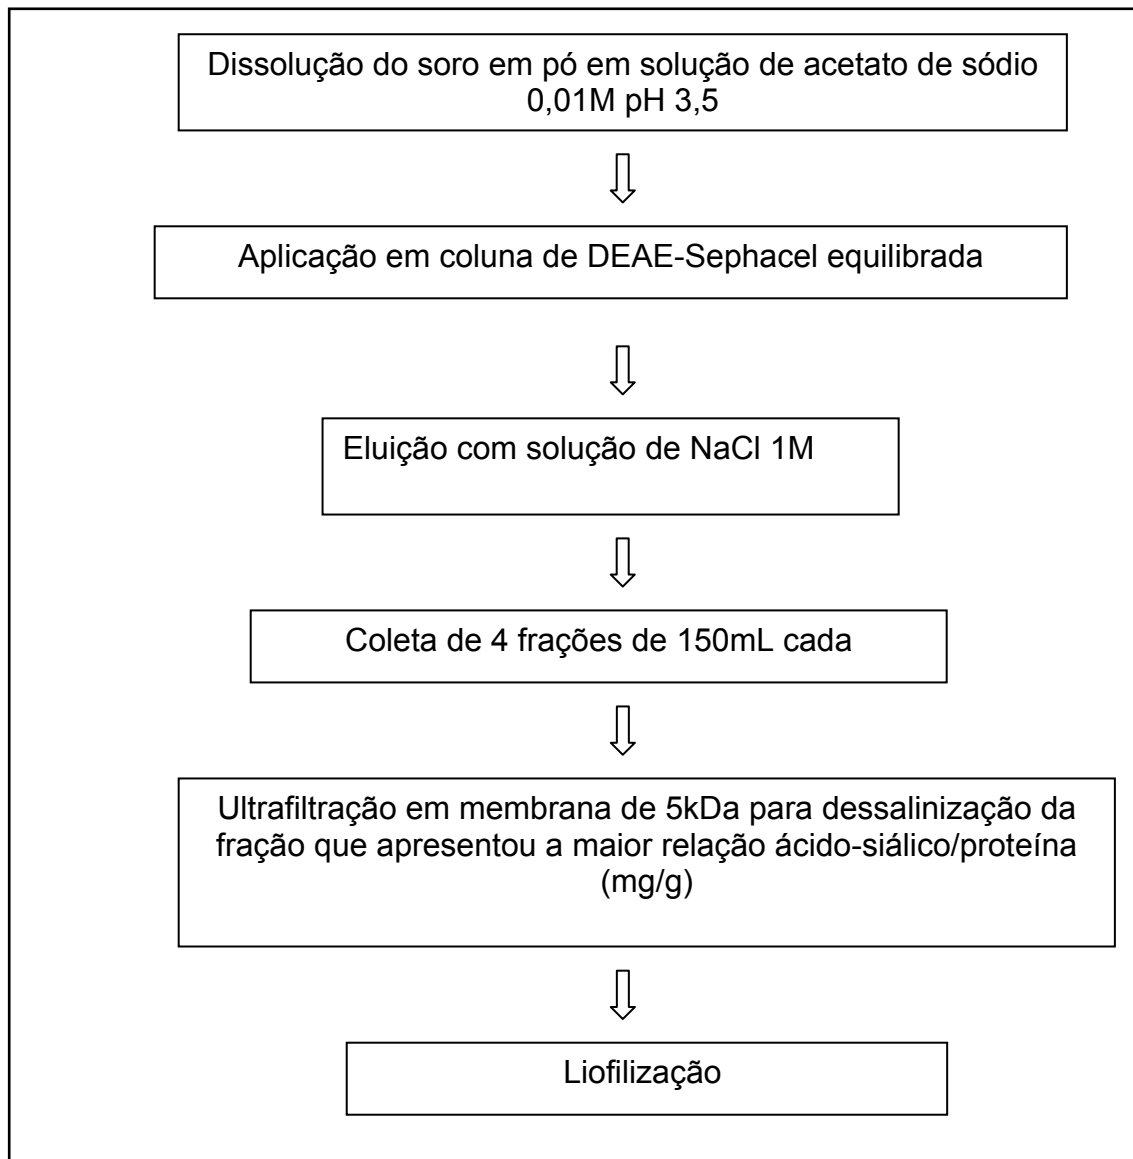 Dissolução do soro em pó em solução de acetato de sódio
0,01M pH 3,5
Aplicação em coluna de DEAE-Sephacel equilibrada
Eluição com solução de NaCl 1M
Coleta de 4 frações de 150mL cada
Ultrafiltração em membrana de 5kDa para dessalinização da
fração que apresentou a maior relação ácido-siálico/proteína
(mg/g)
Liofilização